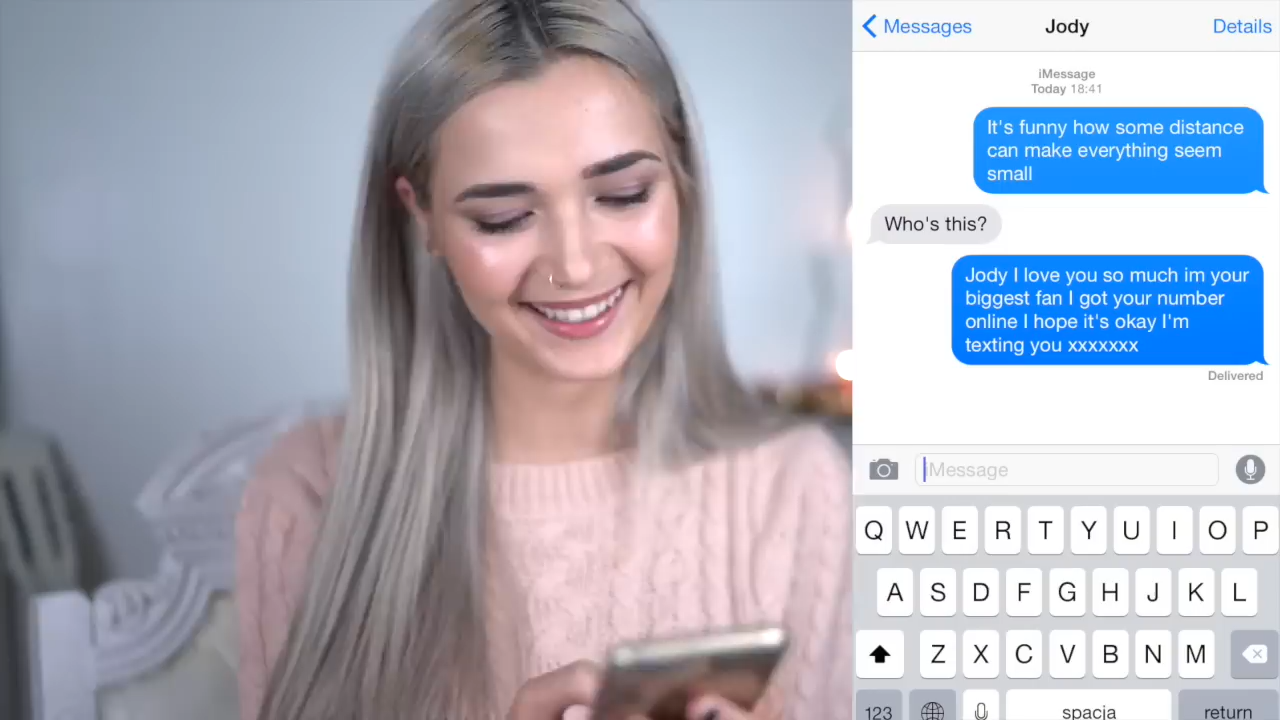 Messages Jody Details
iMessage
Today 18:41
It's funny how some distance
can make everything seem
small
Who's this?
Jody I love you so much im your
biggest fan I got your number
online I hope it's okay I'm
texting you xxxxxxx
Delivered
iMessage
Q W E R T Y U I O P
A S D F G H J K L
Z X C V B N M
123 spacja return